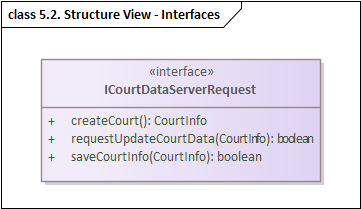 class 5.2. Structure View - Interfaces
«interface»
ICourtDataServerRequest
+ createCourt(): CourtInfo
+ requestUpdateCourtData(CourtInfo): boolean
+ saveCourtInfo(CourtInfo): boolean